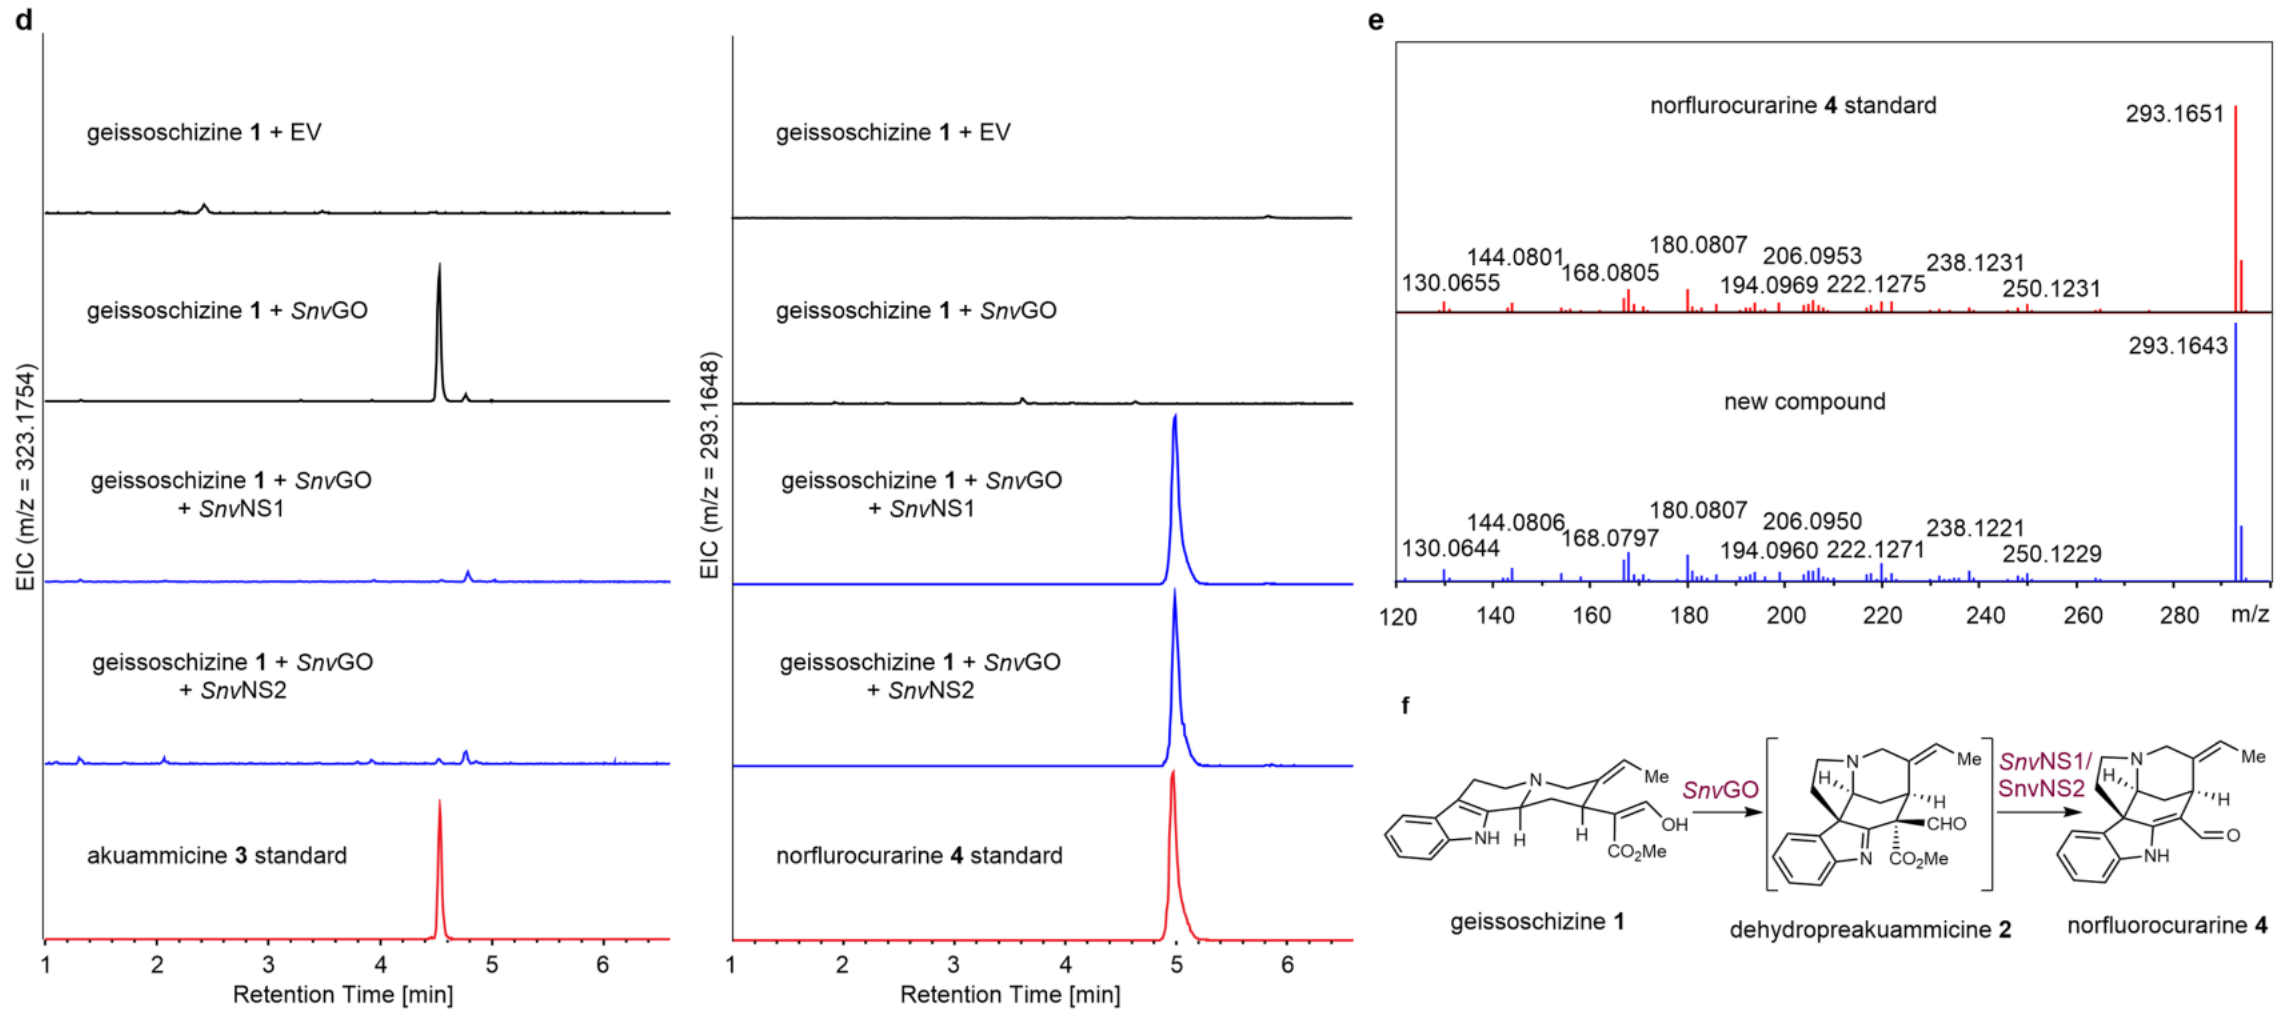 d
EIC (m/z = 323.1754)
geissoschizine 1 + EV
geissoschizine 1 + SnvGO
geissoschizine 1 + SnvGO
+ SnvNS1
geissoschizine 1 + SnvGO
+ SnvNS2
akuammicine 3 standard
1 2 3 4 5 6
Retention Time [min]
EIC (m/z = 293.1648)
geissoschizine 1 + EV
geissoschizine 1 + SnvGO
geissoschizine 1 + SnvGO
+ SnvNS1
geissoschizine 1 + SnvGO
+ SnvNS2
norflurocurarine 4 standard
1 2 3 4 5 6
Retention Time [min]
e
norflurocurarine 4 standard
293.1651
130.0655
144.0801
168.0805
180.0807
194.0969
206.0953
222.1275
238.1231
250.1231
new compound
293.1643
130.0644
144.0806
168.0797
180.0807
194.0960
206.0950
222.1271
238.1221
250.1229
120 140 160 180 200 220 240 260 280 m/z
f
N
Me
OH
NH
H
H
CO2Me
geissoschizine 1
SnvGO
N
Me
H
H
CHO
N
CO2Me
dehydropreakuammicine 2
SnvNS1/
SnvNS2
N
Me
H
H
O
NH
norfluorocurarine 4